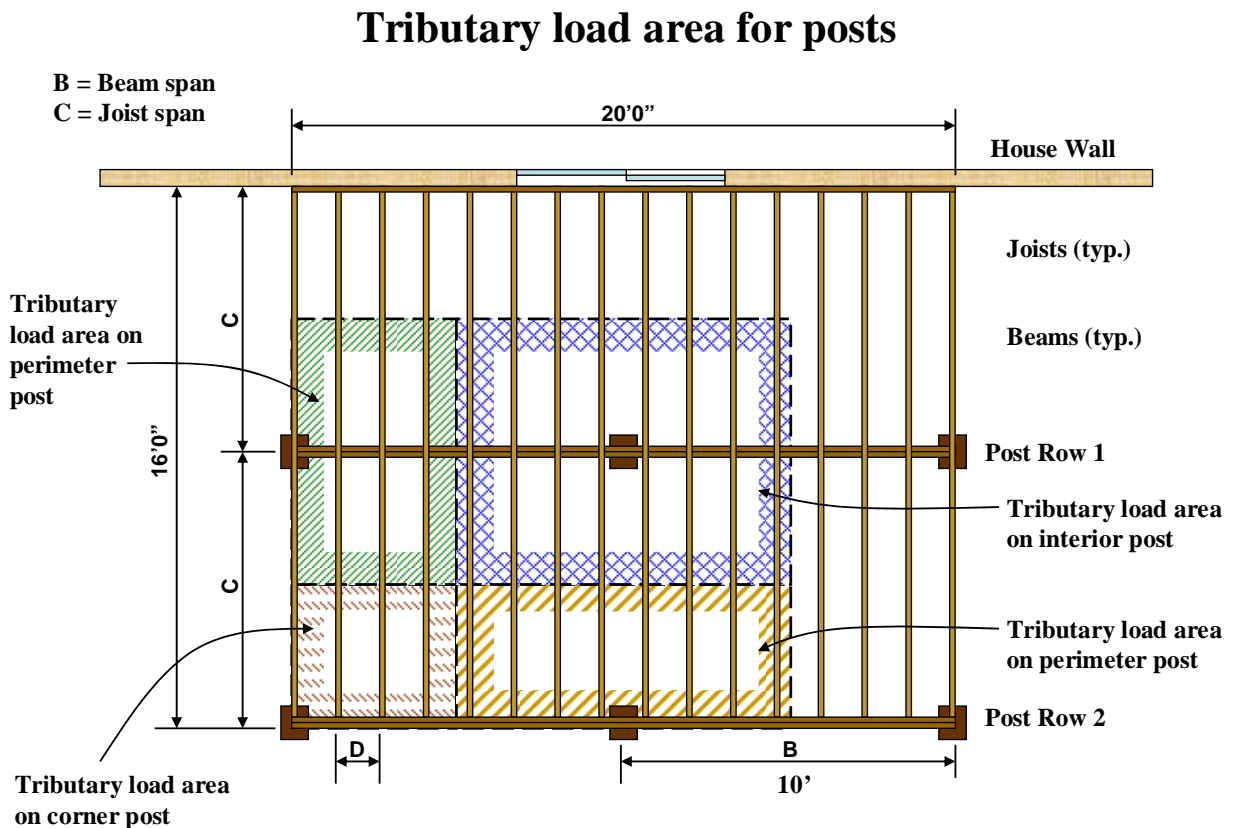 Tributary load area for posts
B = Beam span
C = Joist span
20’0”
House Wall
Joists (typ.)
Tributary
load area on
perimeter
post
C
Beams (typ.)
16’0”
Post Row 1
Tributary load area
on interior post
C
Tributary load area
on perimeter post
Post Row 2
D
B
10’
Tributary load area
on corner post